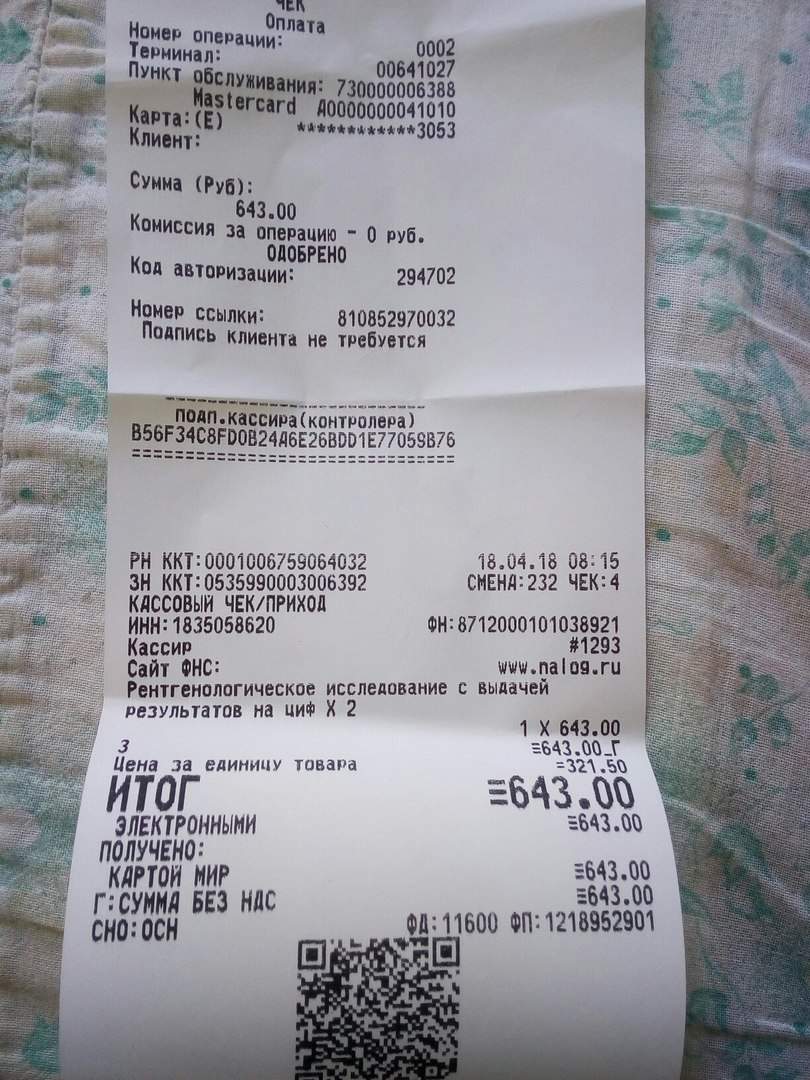 ЧЕК
Оплата
Номер операции: 0002
Терминал: 00641027
Пункт обслуживания: 730000006388
Mastercard A0000000041010
Карта:(E) ************3053
Клиент:
Сумма (Руб):
643.00
Комиссия за операцию - 0 руб.
ОДОБРЕНО
Код авторизации: 294702
Номер ссылки: 810852970032
Подпись клиента не требуется
подп.кассира(контролера)
B56F34C8FD0B24A6E26BDD1E77059B76
================================
РН ККТ:0001006759064032 18.04.18 08:15
ЗН ККТ:0535990003006392 СМЕНА:232 ЧЕК:4
КАССОВЫЙ ЧЕК/ПРИХОД
ИНН:1835058620 ФН:8712000101038921
Кассир #1293
Сайт ФНС: www.nalog.ru
Рентгенологическое исследование с выдачей
результатов на циф X 2
1 X 643.00
3 ≡643.00_Г
Цена за единицу товара =321.50
ИТОГ ≡643.00
ЭЛЕКТРОННЫМИ ≡643.00
ПОЛУЧЕНО:
КАРТОЙ МИР ≡643.00
Г:СУММА БЕЗ НДС ≡643.00
СНО:ОСН ФД:11600 ФП:1218952901